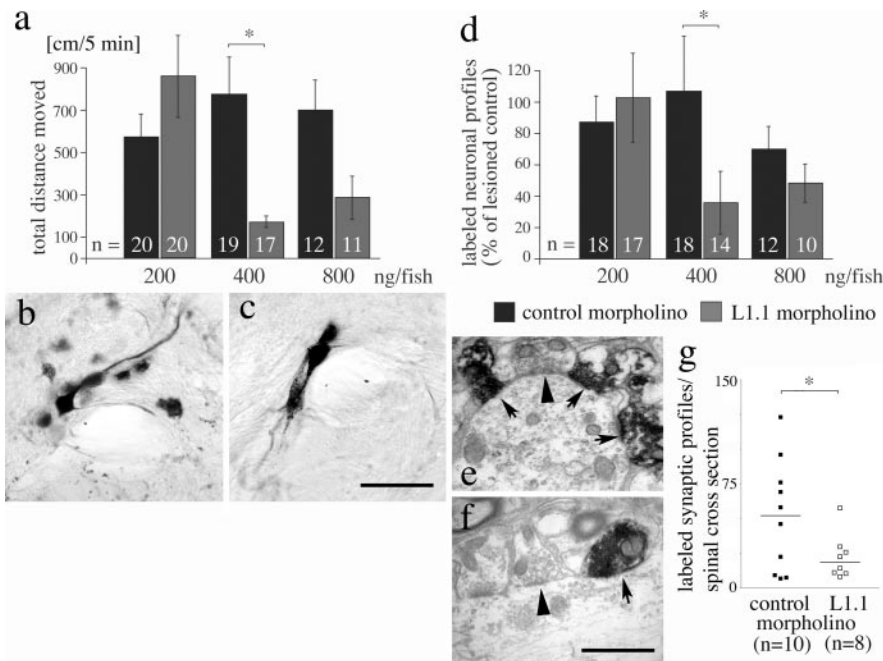 a
[cm/5 min]
total distance moved
900
700
500
300
100
0
*
n = 20 20 19 17 12 11
200 400 800 ng/fish
d
labeled neuronal profiles
(% of lesioned control)
120
100
80
60
40
20
0
*
n = 18 17 18 14 12 10
200 400 800 ng/fish
control morpholino L1.1 morpholino
b
c
e
f
g
labeled synaptic profiles/
spinal cross section
150
75
0
*
control L1.1
morpholino
(n=10) (n=8)